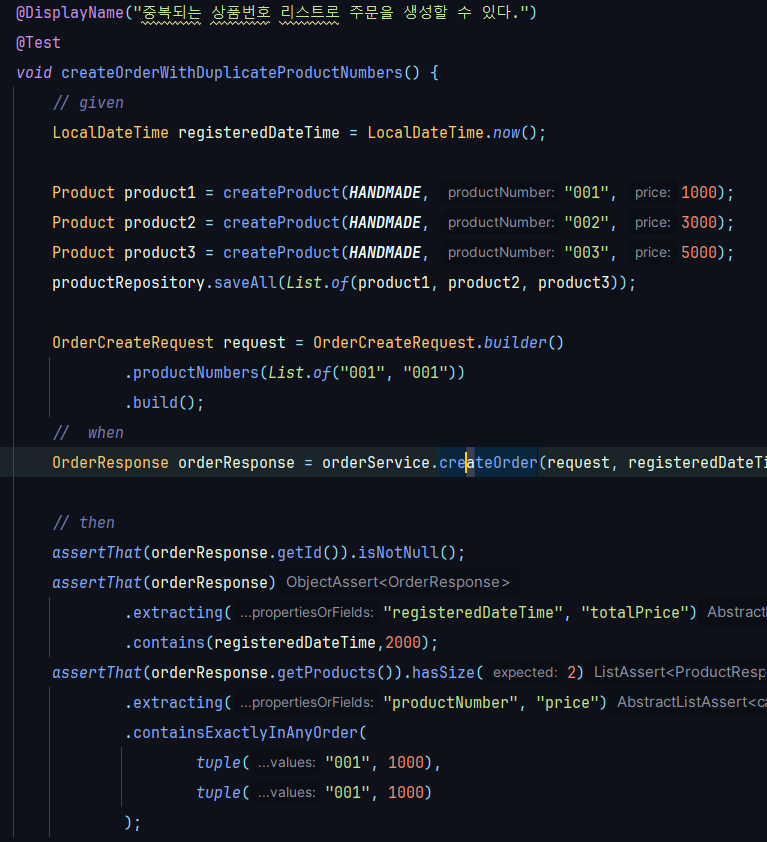 @DisplayName("중복되는 상품번호 리스트로 주문을 생성할 수 있다.")
@Test
void createOrderWithDuplicateProductNumbers() {
// given
LocalDateTime registeredDateTime = LocalDateTime.now();
Product product1 = createProduct(HANDMADE, productNumber: "001", price: 1000);
Product product2 = createProduct(HANDMADE, productNumber: "002", price: 3000);
Product product3 = createProduct(HANDMADE, productNumber: "003", price: 5000);
productRepository.saveAll(List.of(product1, product2, product3));
OrderCreateRequest request = OrderCreateRequest.builder()
.productNumbers(List.of("001", "001"))
.build();
// when
OrderResponse orderResponse = orderService.createOrder(request, registeredDateTi
// then
assertThat(orderResponse.getId()).isNotNull();
assertThat(orderResponse) ObjectAssert<OrderResponse>
.extracting( ...propertiesOrFields: "registeredDateTime", "totalPrice") Abstract
.contains(registeredDateTime,2000);
assertThat(orderResponse.getProducts()).hasSize( expected: 2) ListAssert<ProductResp
.extracting( ...propertiesOrFields: "productNumber", "price") AbstractListAssert<ca
.containsExactlyInAnyOrder(
tuple( ...values: "001", 1000),
tuple( ...values: "001", 1000)
);